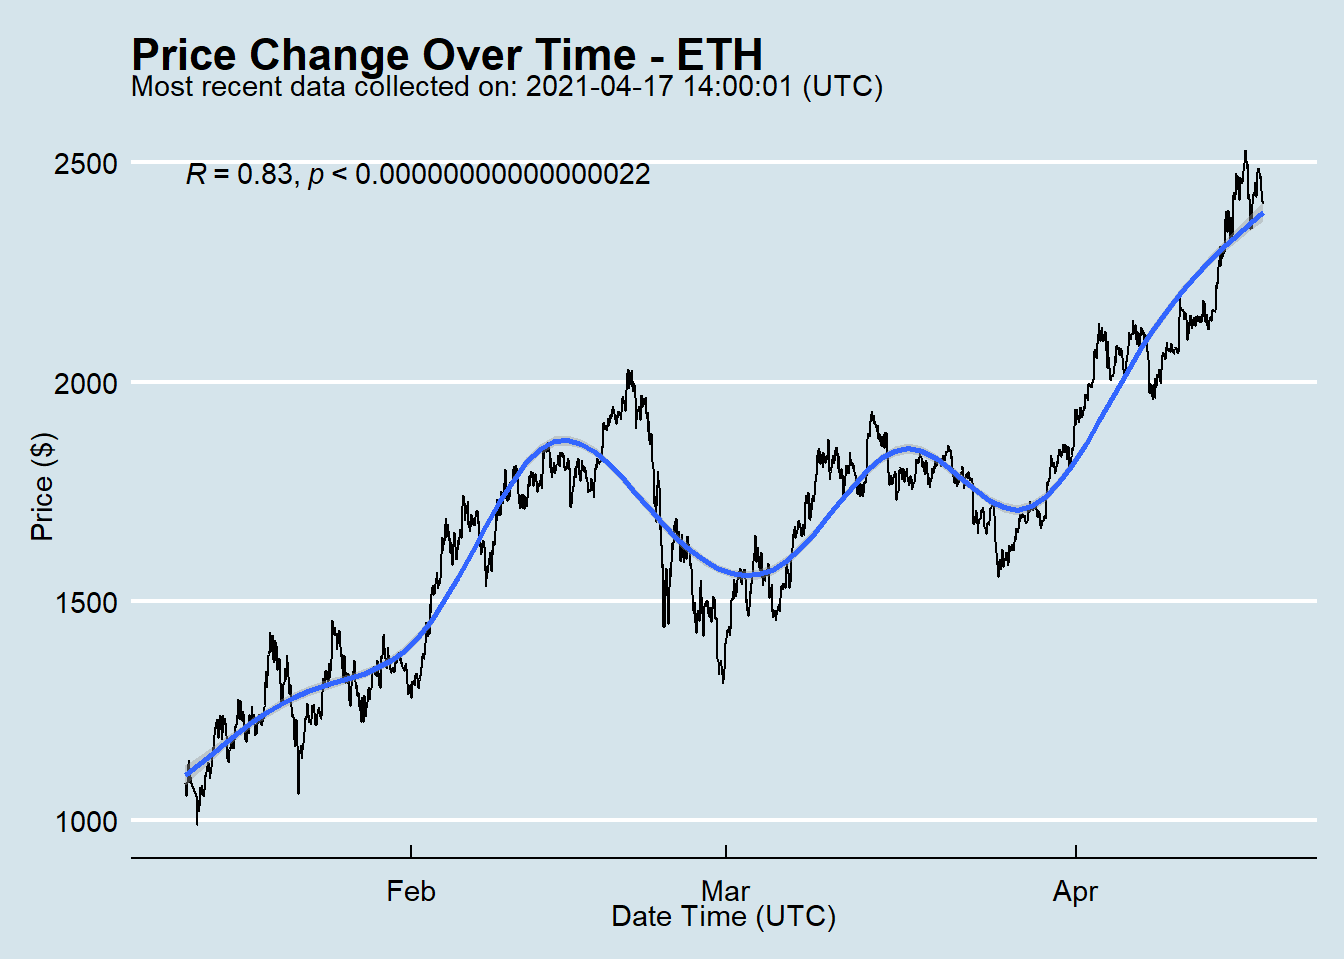 Price Change Over Time - ETH
Most recent data collected on: 2021-04-17 14:00:01 (UTC)
R = 0.83, p < 0.00000000000000022
2500
2000
1500
1000
Price ($)
Feb Mar Apr
Date Time (UTC)